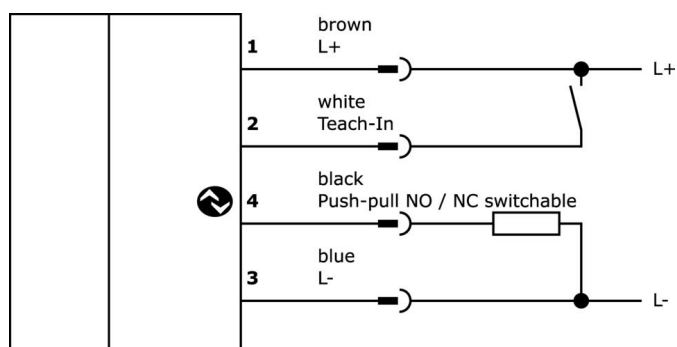 brown
1 L+
L+
white
2 Teach-In
black
4 Push-pull NO / NC switchable
blue
3 L-
L-